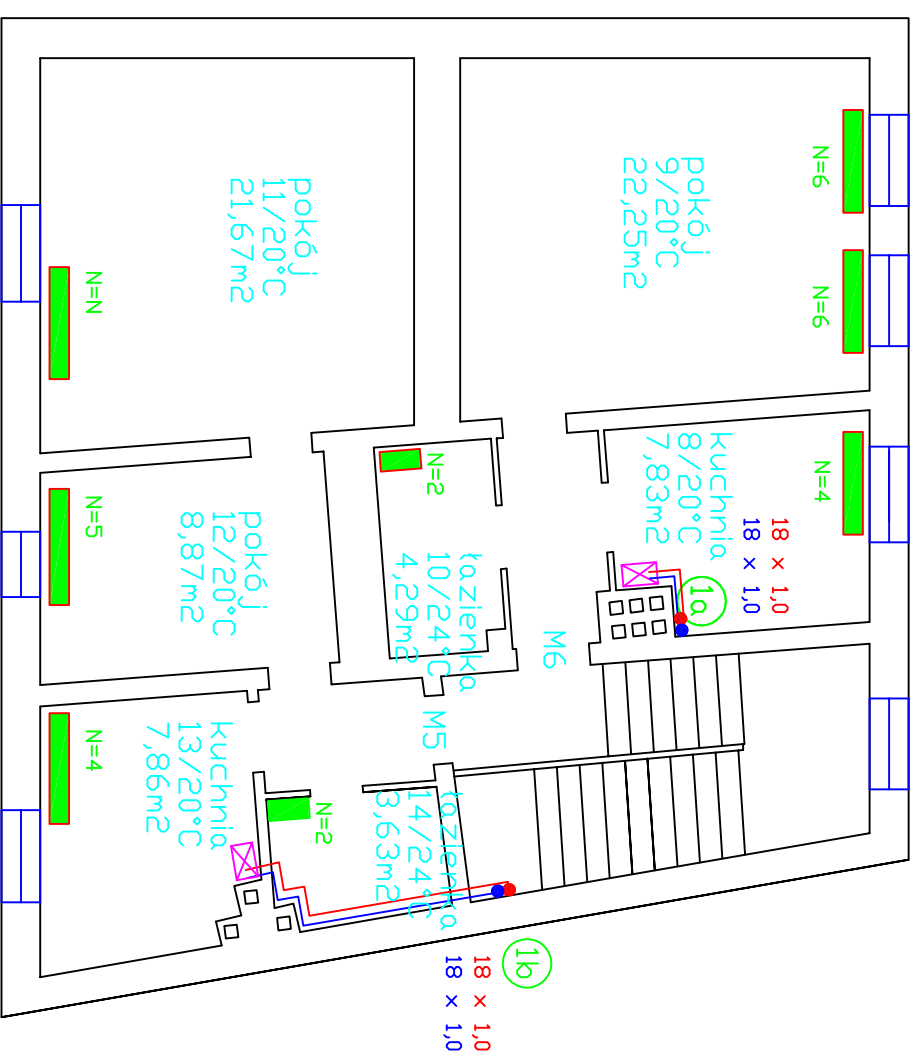 pokój
9/20°C
22,25m2
N=6
N=6
pokój
11/20°C
21,67m2
N=N
kuchnia
8/20°C
7,83m2
N=4
18 x 1,0
18 x 1,0
1a
łazienka
10/24°C
4,29m2
N=2
M6
pokój
12/20°C
8,87m2
N=5
M5
kuchnia
13/20°C
7,86m2
N=4
łazienka
14/24°C
3,63m2
N=2
1b
18 x 1,0
18 x 1,0